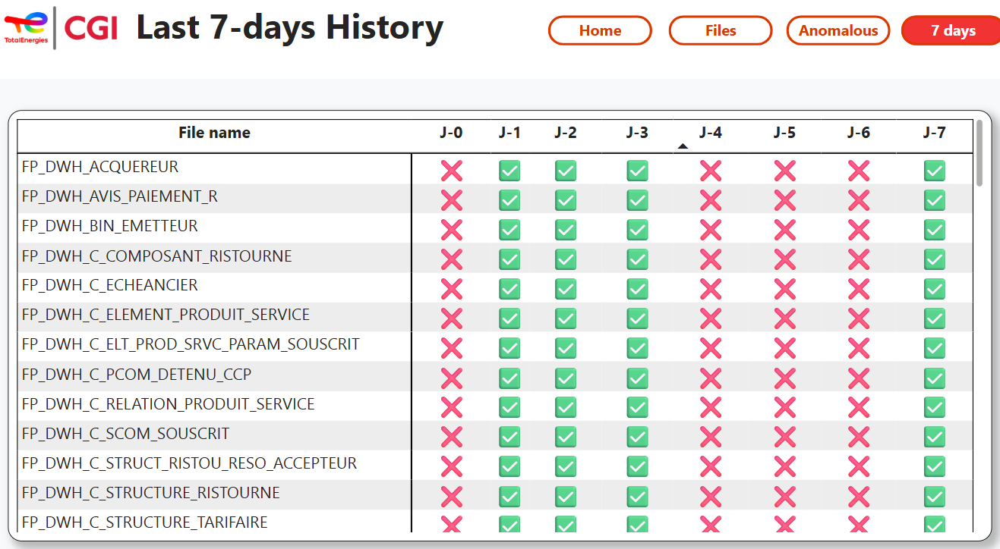 TotalEnergies
CGI
Last 7-days History
Home
Files
Anomalous
7 days
File name J-0 J-1 J-2 J-3 J-4 J-5 J-6 J-7
FP_DWH_ACQUEREUR ❌ ✅ ✅ ✅ ❌ ❌ ❌ ✅
FP_DWH_AVIS_PAIEMENT_R ❌ ✅ ✅ ✅ ❌ ❌ ❌ ✅
FP_DWH_BIN_EMETTEUR ❌ ✅ ✅ ✅ ❌ ❌ ❌ ✅
FP_DWH_C_COMPOSANT_RISTOURNE ❌ ✅ ✅ ✅ ❌ ❌ ❌ ✅
FP_DWH_C_ECHEANCIER ❌ ✅ ✅ ✅ ❌ ❌ ❌ ✅
FP_DWH_C_ELEMENT_PRODUIT_SERVICE ❌ ✅ ✅ ✅ ❌ ❌ ❌ ✅
FP_DWH_C_ELT_PROD_SRVC_PARAM_SOUSCRIT ❌ ✅ ✅ ✅ ❌ ❌ ❌ ✅
FP_DWH_C_PCOM_DETENU_CCP ❌ ✅ ✅ ✅ ❌ ❌ ❌ ✅
FP_DWH_C_RELATION_PRODUIT_SERVICE ❌ ✅ ✅ ✅ ❌ ❌ ❌ ✅
FP_DWH_C_SCOM_SOUSCRIT ❌ ✅ ✅ ✅ ❌ ❌ ❌ ✅
FP_DWH_C_STRUCT_RISTOU_RESO_ACCEPTEUR ❌ ✅ ✅ ✅ ❌ ❌ ❌ ✅
FP_DWH_C_STRUCTURE_RISTOURNE ❌ ✅ ✅ ✅ ❌ ❌ ❌ ✅
FP_DWH_C_STRUCTURE_TARIFAIRE ❌ ✅ ✅ ✅ ❌ ❌ ❌ ✅